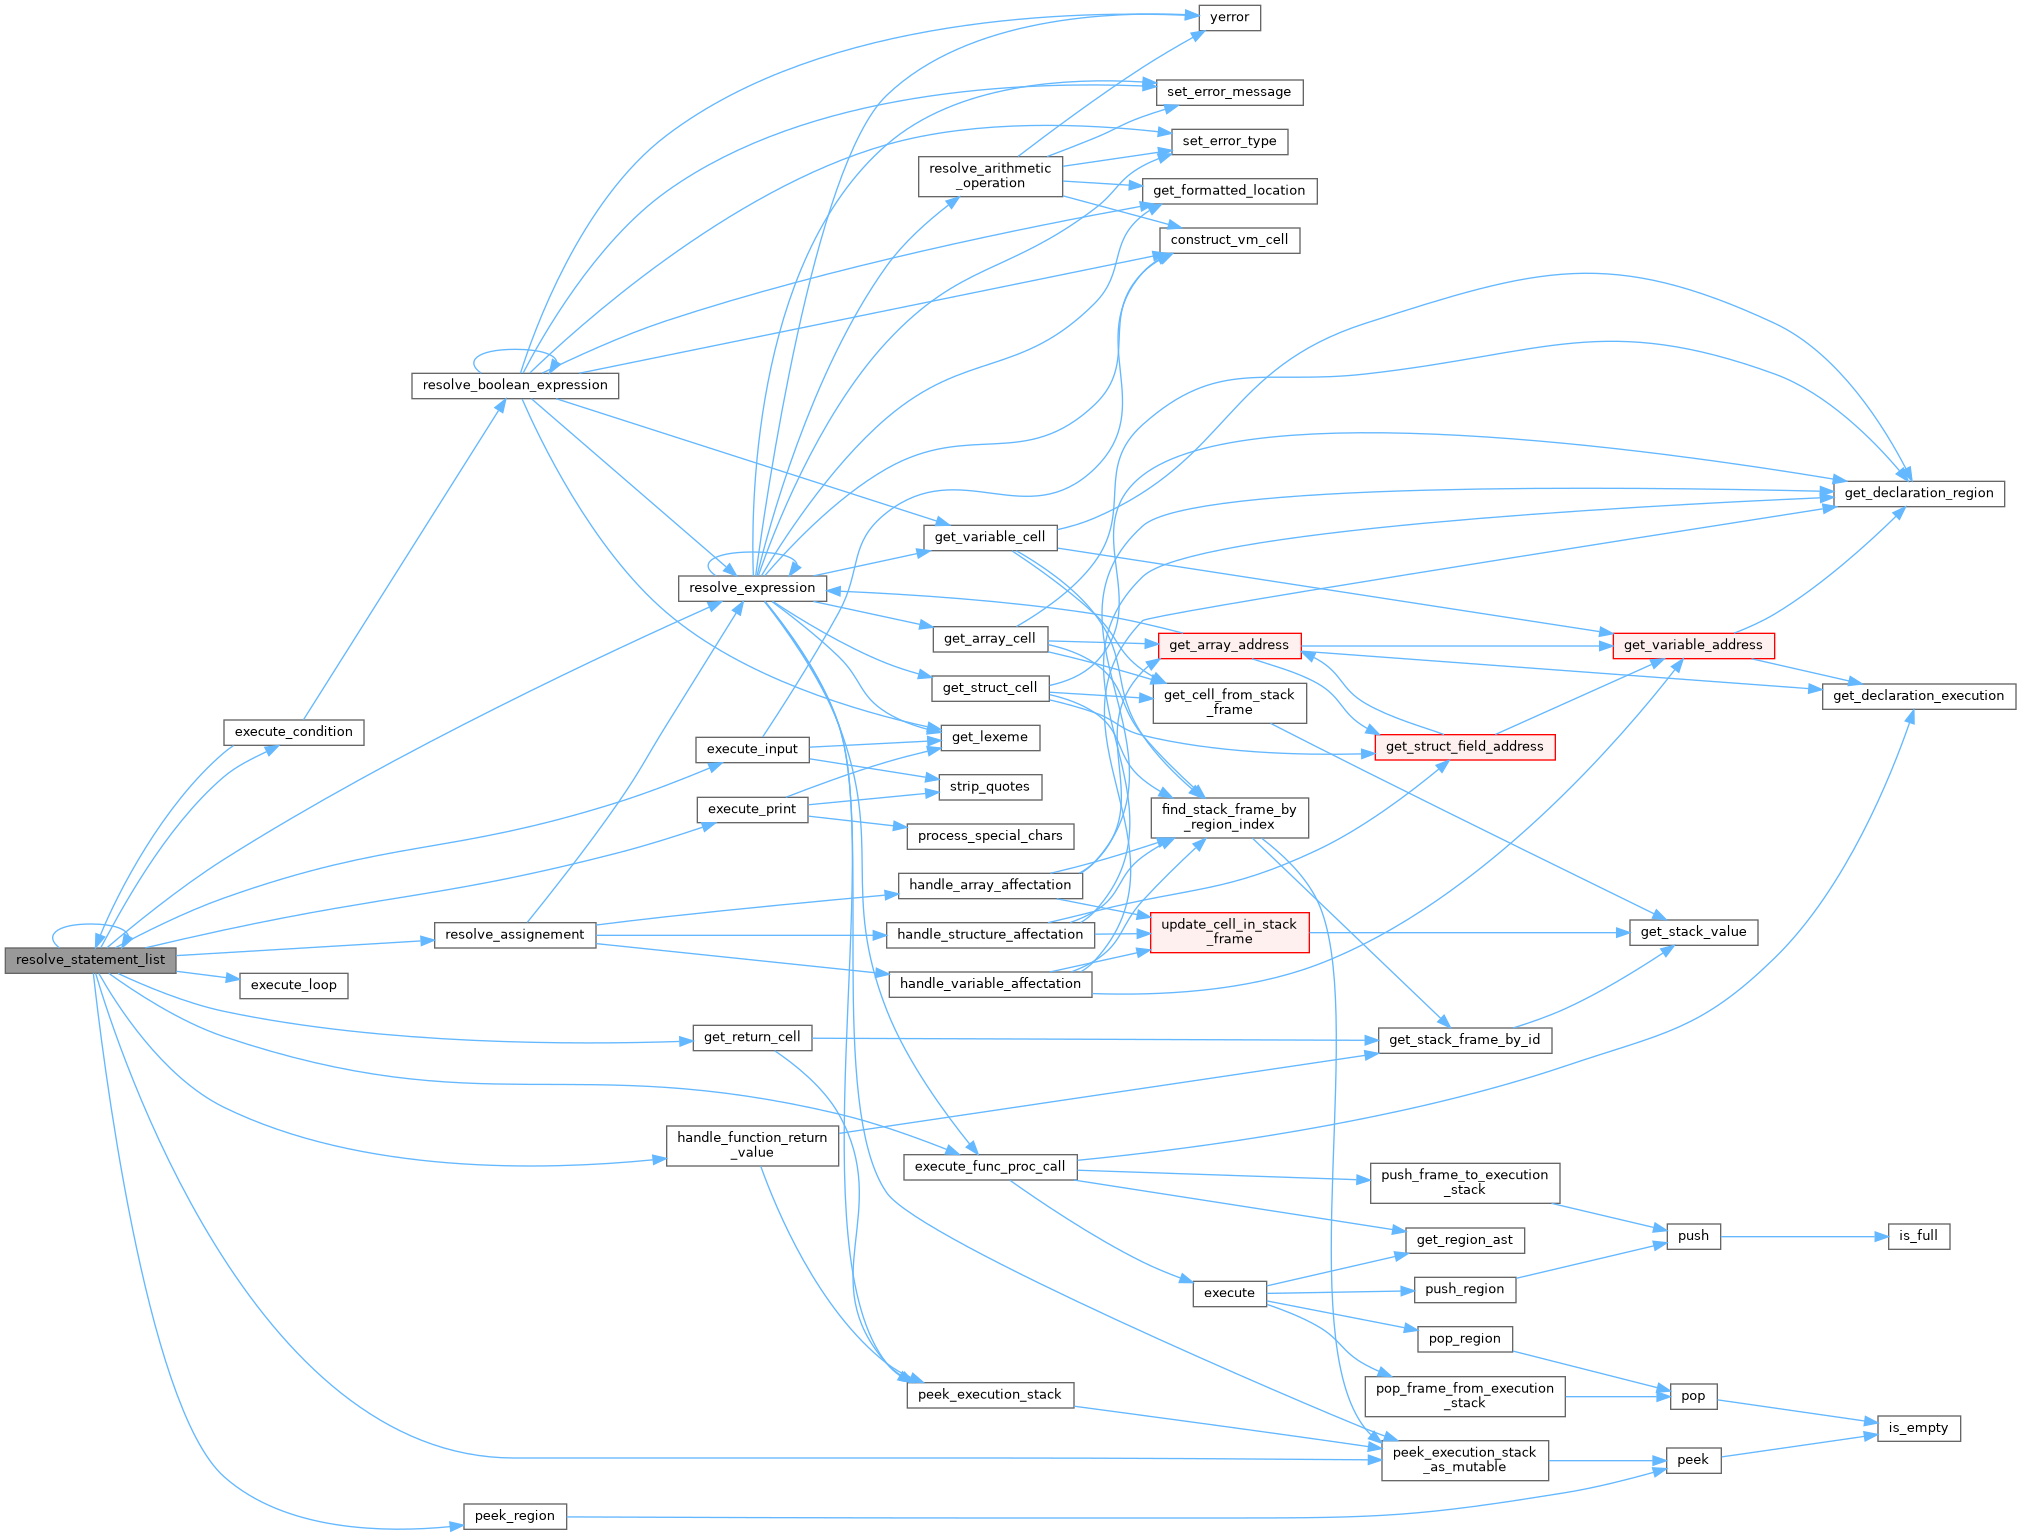 yerror
set_error_message
set_error_type
resolve_arithmetic
_operation
get_formatted_location
construct_vm_cell
resolve_boolean_expression
get_declaration_region
get_variable_cell
resolve_expression
get_array_cell
get_array_address
get_variable_address
get_struct_cell
get_cell_from_stack
_frame
get_declaration_execution
execute_condition
execute_input
get_lexeme
get_struct_field_address
strip_quotes
execute_print
process_special_chars
find_stack_frame_by
_region_index
handle_array_affectation
resolve_assignement
handle_structure_affectation
update_cell_in_stack
_frame
get_stack_value
resolve_statement_list
execute_loop
handle_variable_affectation
get_return_cell
get_stack_frame_by_id
handle_function_return
_value
execute_func_proc_call
push_frame_to_execution
_stack
get_region_ast
push
is_full
execute
push_region
pop_region
pop_frame_from_execution
_stack
peek_execution_stack
pop
is_empty
peek_execution_stack
_as_mutable
peek
peek_region